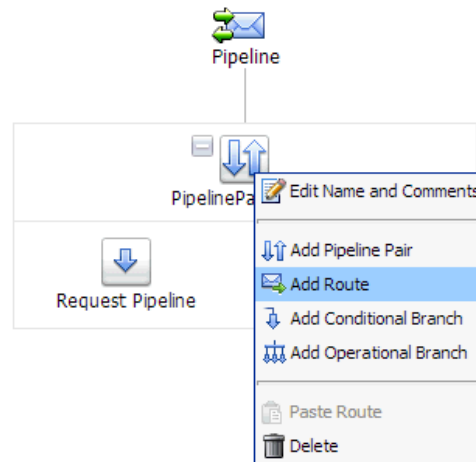 Pipeline
PipelinePa
Edit Name and Comments
Add Pipeline Pair
Add Route
Request Pipeline
Add Conditional Branch
Add Operational Branch
Paste Route
Delete